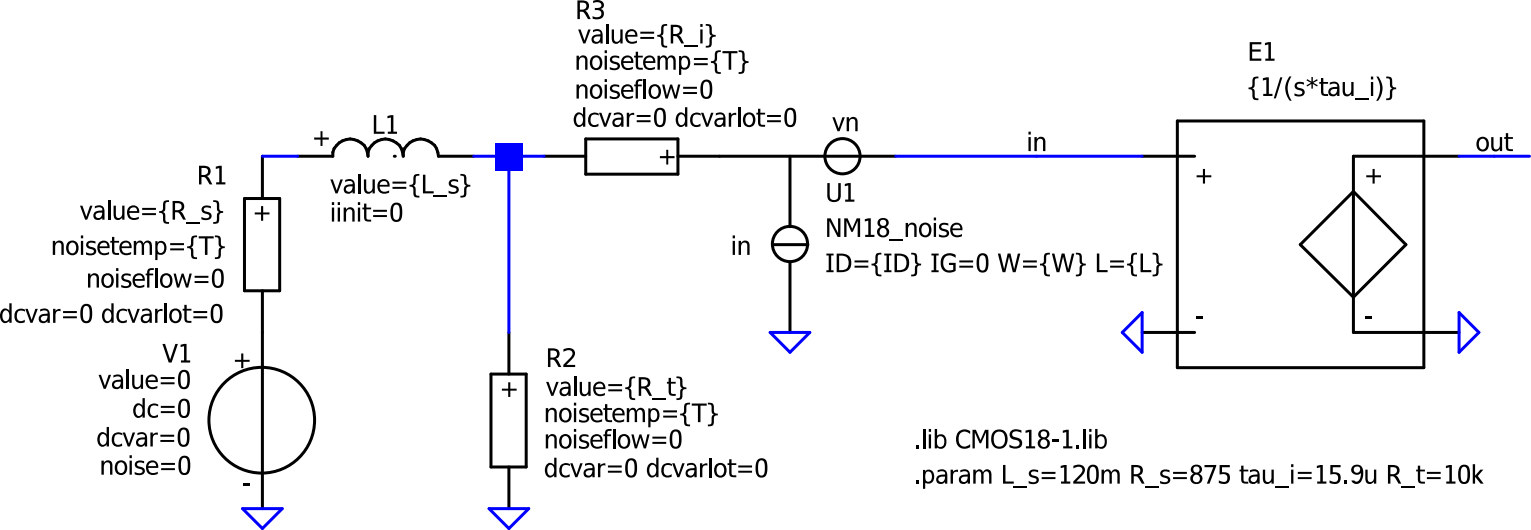 R3
value={R_i}
noisetemp={T}
noiseflow=0
dcvar=0 dcvarlot=0
E1
{1/(s*tau_i)}
L1
+
value={L_s}
iinit=0
R1
value={R_s}
noisetemp={T}
noiseflow=0
dcvar=0 dcvarlot=0
+
+
vn
U1
NM18_noise
ID={ID} IG=0 W={W} L={L}
in
in
+
-
+
-
out
V1
value=0
dc=0
dcvar=0
noise=0
+
-
R2
value={R_t}
noisetemp={T}
noiseflow=0
dcvar=0 dcvarlot=0
+
.lib CMOS18-1.lib
.param L_s=120m R_s=875 tau_i=15.9u R_t=10k